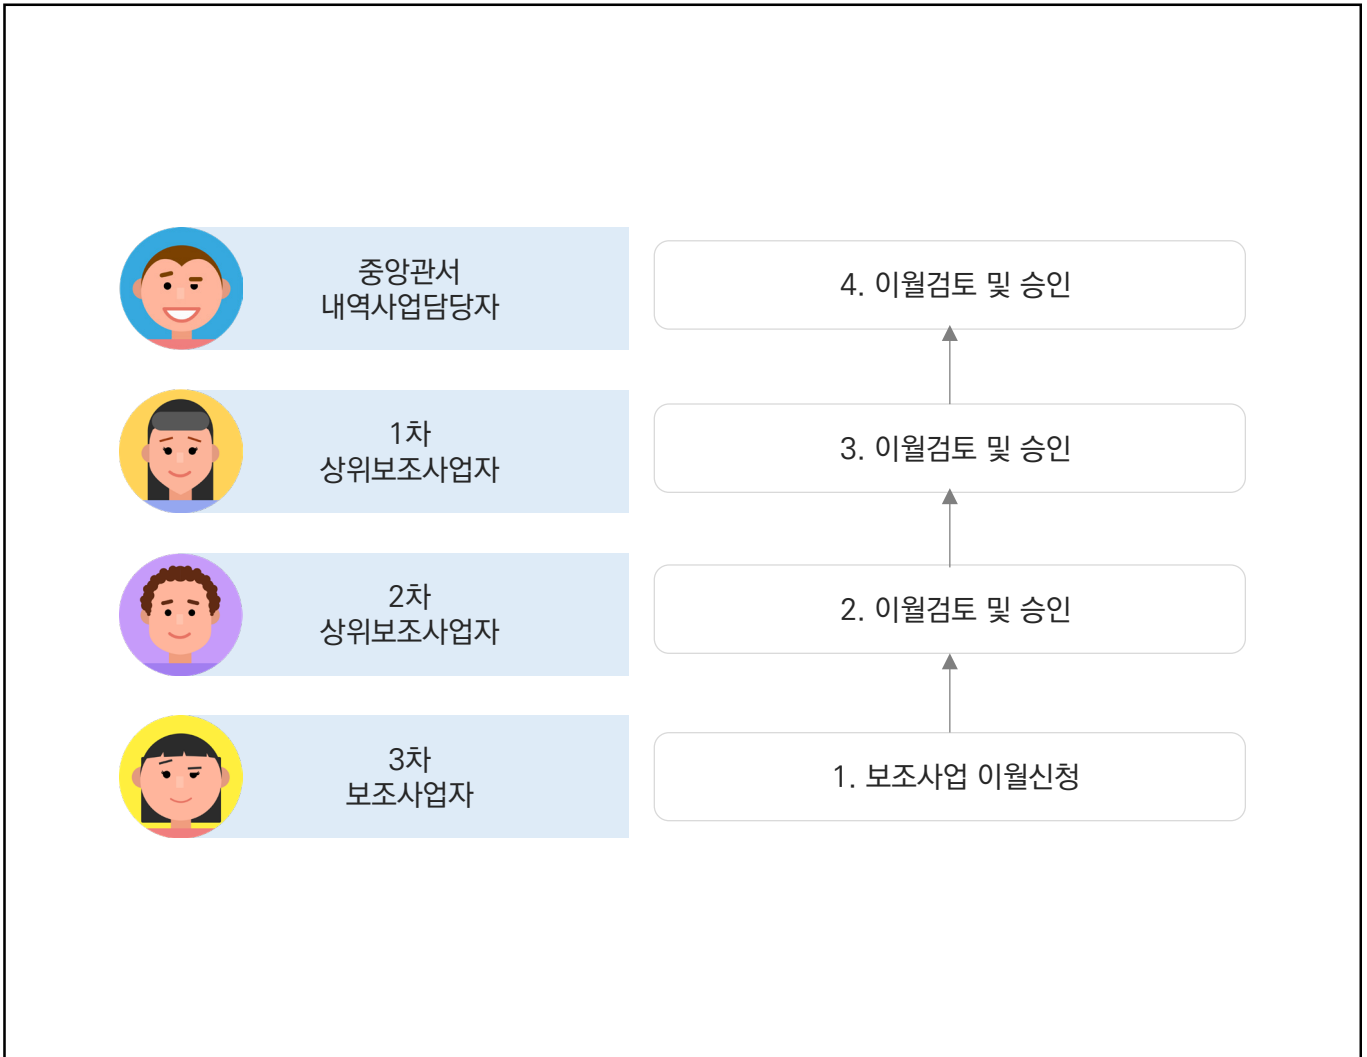 중앙관서
내역사업담당자
4. 이월검토 및 승인
1차
상위보조사업자
3. 이월검토 및 승인
2차
상위보조사업자
2. 이월검토 및 승인
3차
보조사업자
1. 보조사업 이월신청